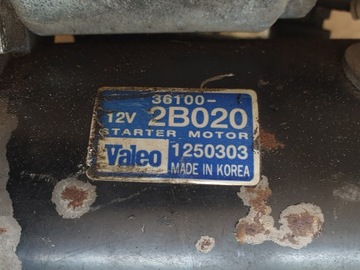 36100-
12V 2B020
STARTER MOTOR
Valeo 1250303
MADE IN KOREA